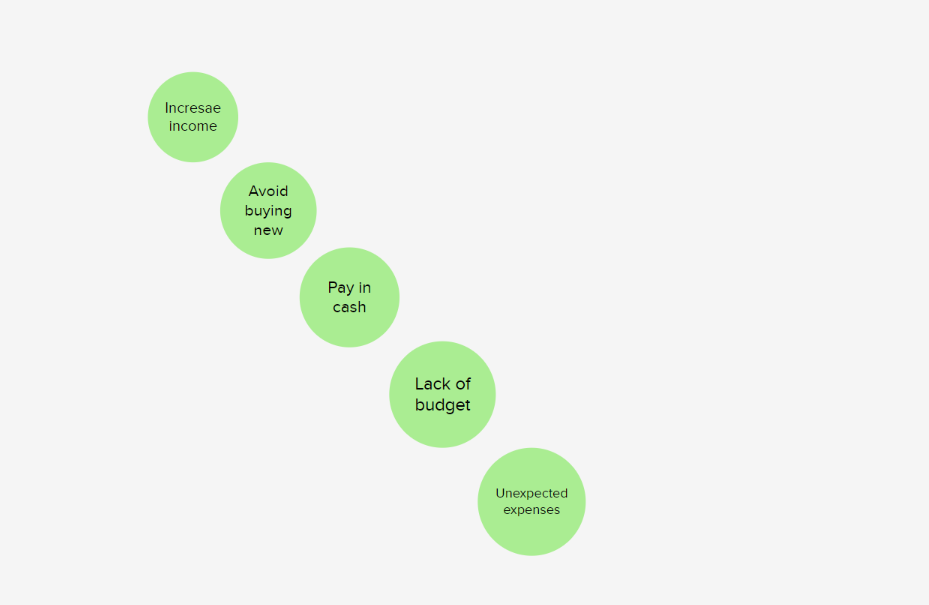 Incresae
income
Avoid
buying
new
Pay in
cash
Lack of
budget
Unexpected
expenses